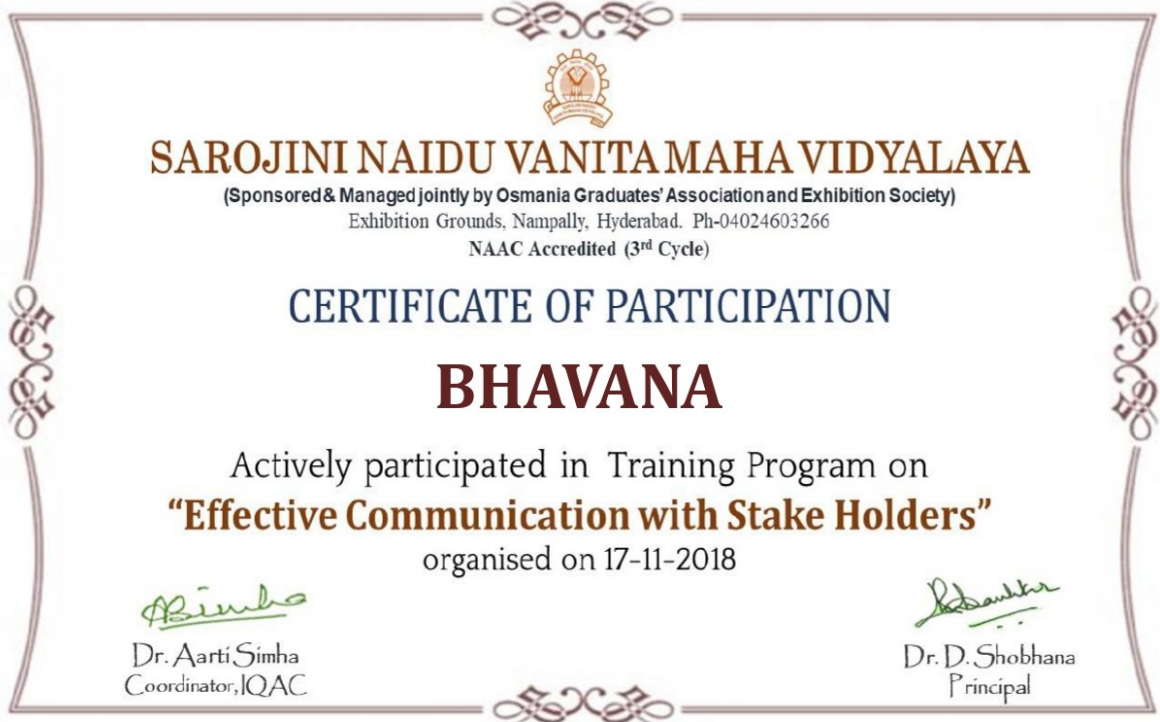 SAROJINI NAIDU VANITA MAHA VIDYALAYA
(Sponsored & Managed jointly by Osmania Graduates' Association and Exhibition Society)
Exhibition Grounds, Nampally, Hyderabad. Ph-04024603266
NAAC Accredited (3rd Cycle)
CERTIFICATE OF PARTICIPATION
BHAVANA
Actively participated in Training Program on
"Effective Communication with Stake Holders"
organised on 17-11-2018
Dr. Aarti Simha
Coordinator, IQAC
Dr. D. Shobhana
Principal